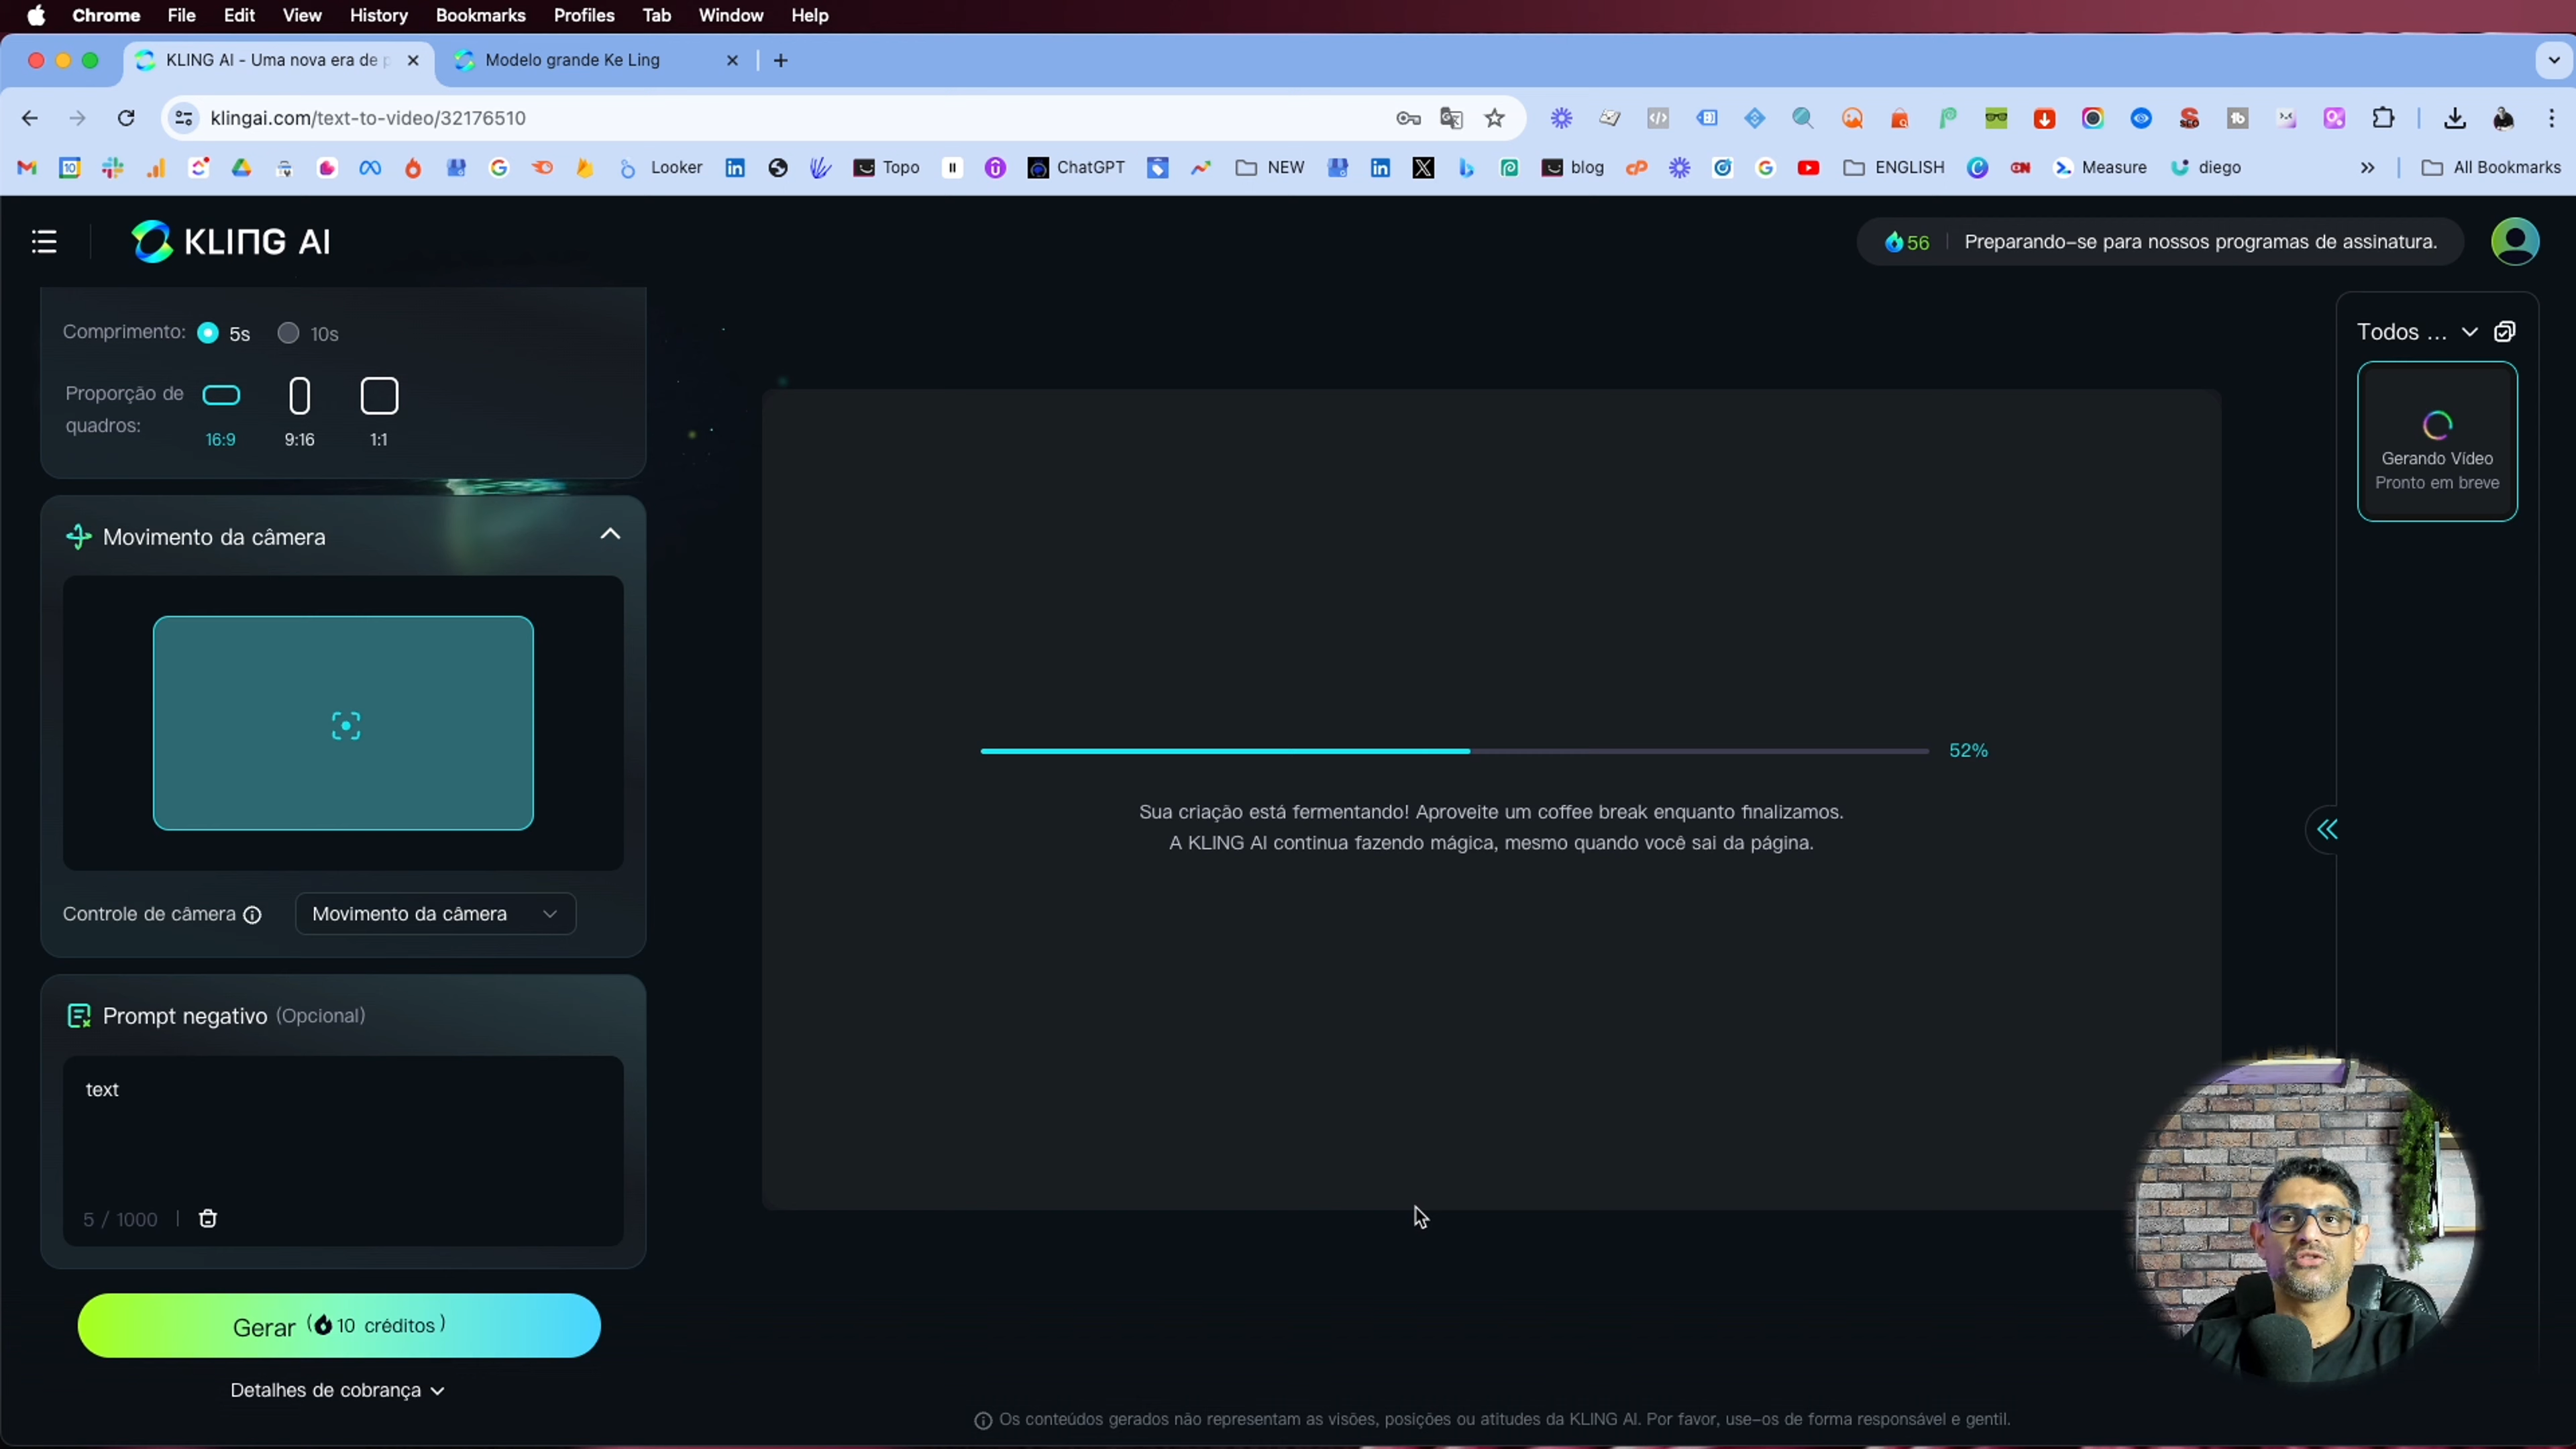 Chrome File Edit View History Bookmarks Profiles Tab Window Help
KLING AI - Uma nova era de p
Modelo grande Ke Ling
klingai.com/text-to-video/32176510
Looker
Topo
ChatGPT
NEW
blog
ENGLISH
Measure
diego
All Bookmarks
KLING AI
56
Preparando-se para nossos programas de assinatura.
Comprimento: 5s 10s
Proporção de
quadros:
16:9 9:16 1:1
Todos ...
Gerando Vídeo
Pronto em breve
Movimento da câmera
52%
Sua criação está fermentando! Aproveite um coffee break enquanto finalizamos.
A KLING AI continua fazendo mágica, mesmo quando você sai da página.
Controle de câmera Movimento da câmera
Prompt negativo (Opcional)
text
5 / 1000
Gerar ( 10 créditos )
Detalhes de cobrança
Os conteúdos gerados não representam as visões, posições ou atitudes da KLING AI. Por favor, use-os de forma responsável e gentil.